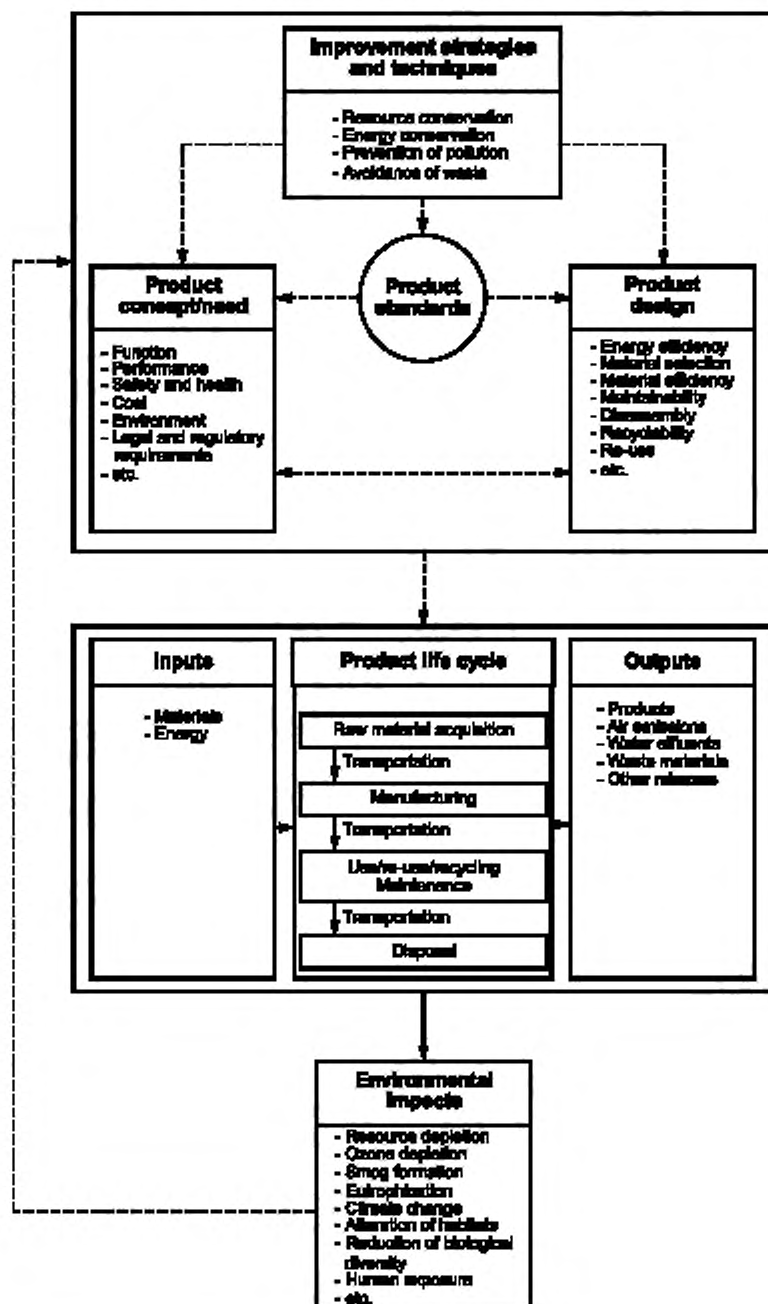 Improvement strategies
and techniques
- Resource conservation
- Energy conservation
- Prevention of pollution
- Avoidance of waste
Product
concept/need
- Function
- Performance
- Safety and health
- Cost
- Environment
- Legal and regulatory
requirements
- etc.
Product
standards
Product
design
- Energy efficiency
- Material selection
- Material efficiency
- Maintainability
- Disassembly
- Recyclability
- Re-use
- etc.
Inputs
- Materials
- Energy
Product life cycle
Raw material acquisition
Transportation
Manufacturing
Transportation
Use/re-use/recycling
Maintenance
Transportation
Disposal
Outputs
- Products
- Air emissions
- Water effluents
- Waste materials
- Other releases
Environmental
impacts
- Resource depletion
- Ozone depletion
- Smog formation
- Eutrophication
- Climate change
- Alteration of habitats
- Reduction of biological
diversity
- Human exposure
- etc.